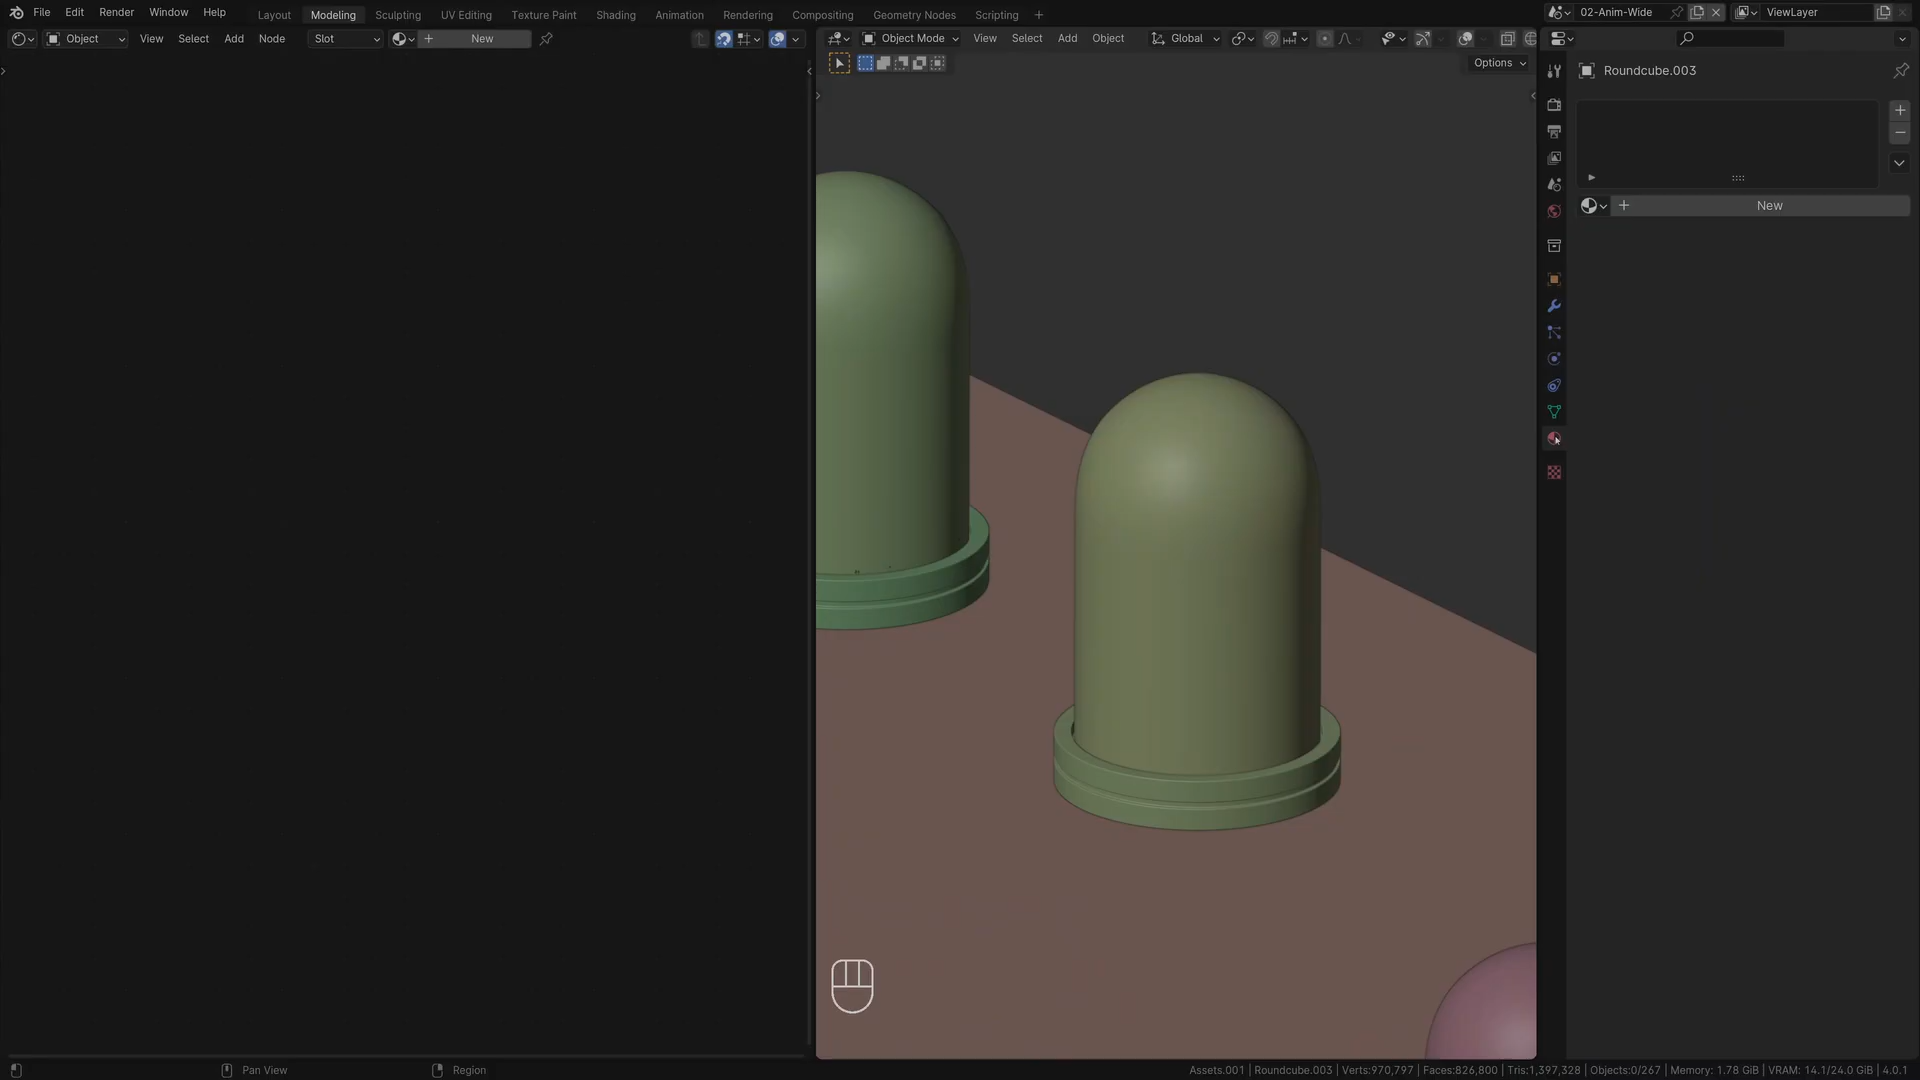 File Edit Render Window Help Layout Modeling Sculpting UV Editing Texture Paint Shading Animation Rendering Compositing Geometry Nodes Scripting 02-Anim-Wide ViewLayer
Object View Select Add Node Slot New Object Mode View Select Add Object Global
Options
Roundcube.003
New
Pan View Region Assets.001 | Roundcube.003 | Verts:970,797 | Faces:826,800 | Tris:1,397,328 | Objects:0/267 | Memory: 1.78 GiB | VRAM: 14.1/24.0 GiB | 4.0.1